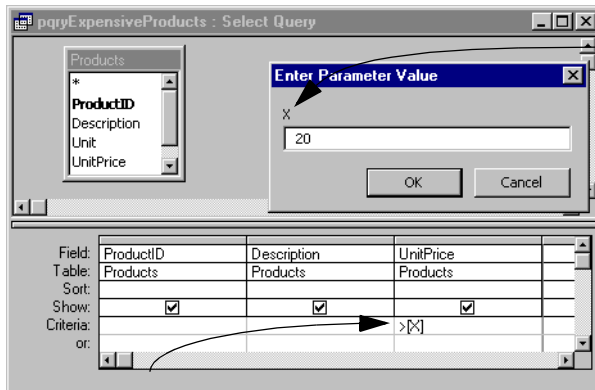 pqryExpensiveProducts : Select Query
Products
*
ProductID
Description
Unit
UnitPrice
Enter Parameter Value
X
20
OK Cancel
Field: ProductID Description UnitPrice
Table: Products Products Products
Sort:
Show:
Criteria: >[X]
or: